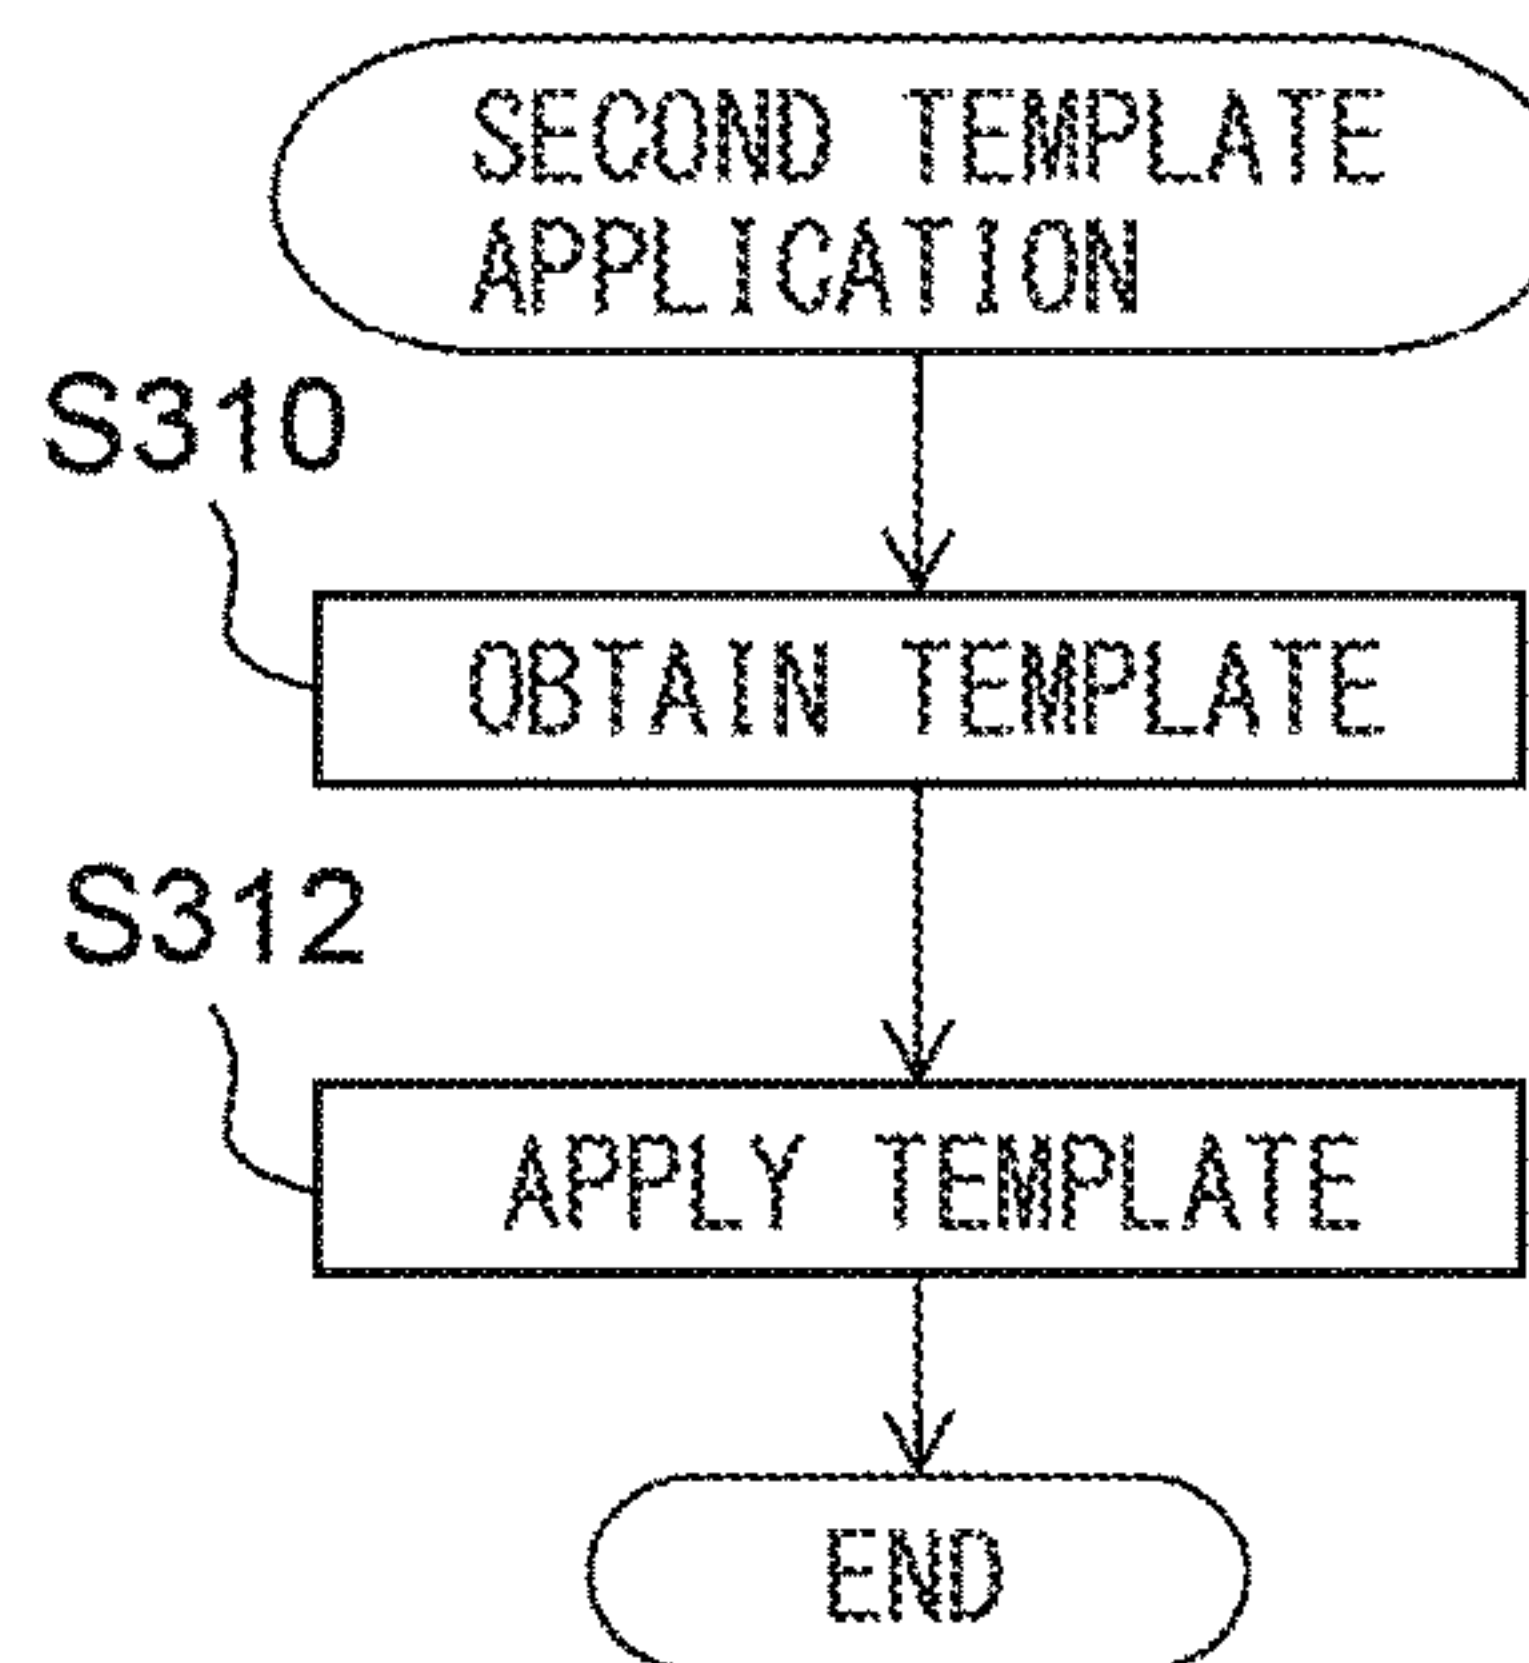 SECOND TEMPLATE
APPLICATION
S310
OBTAIN TEMPLATE
S312
APPLY TEMPLATE
END